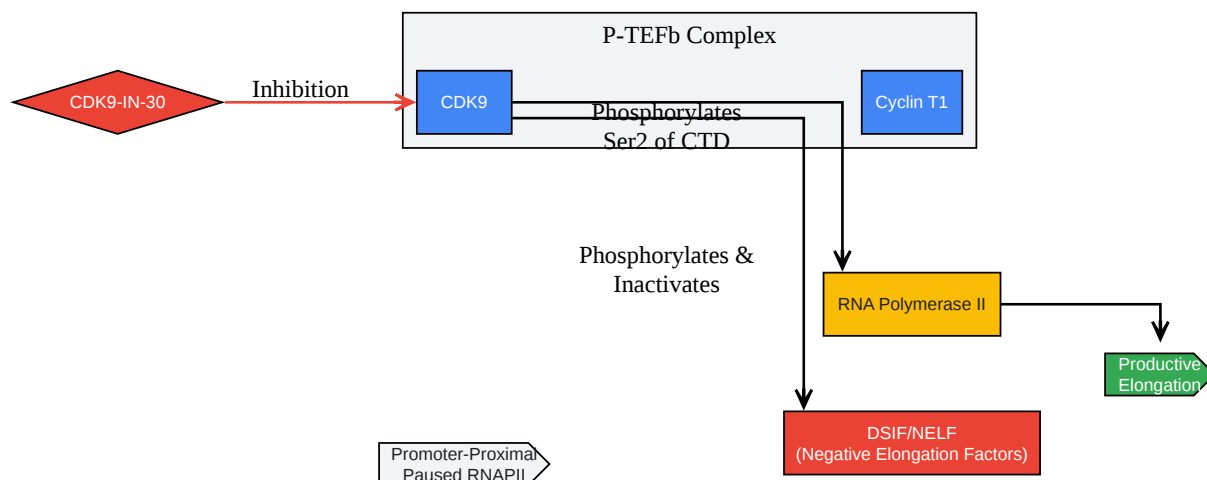 P-TEFb Complex
CDK9-IN-30
Inhibition
CDK9
Cyclin T1
Phosphorylates
Ser2 of CTD
Phosphorylates &
Inactivates
RNA Polymerase II
Productive
Elongation
DSIF/NELF
(Negative Elongation Factors)
Promoter-Proximal
Paused RNAPII